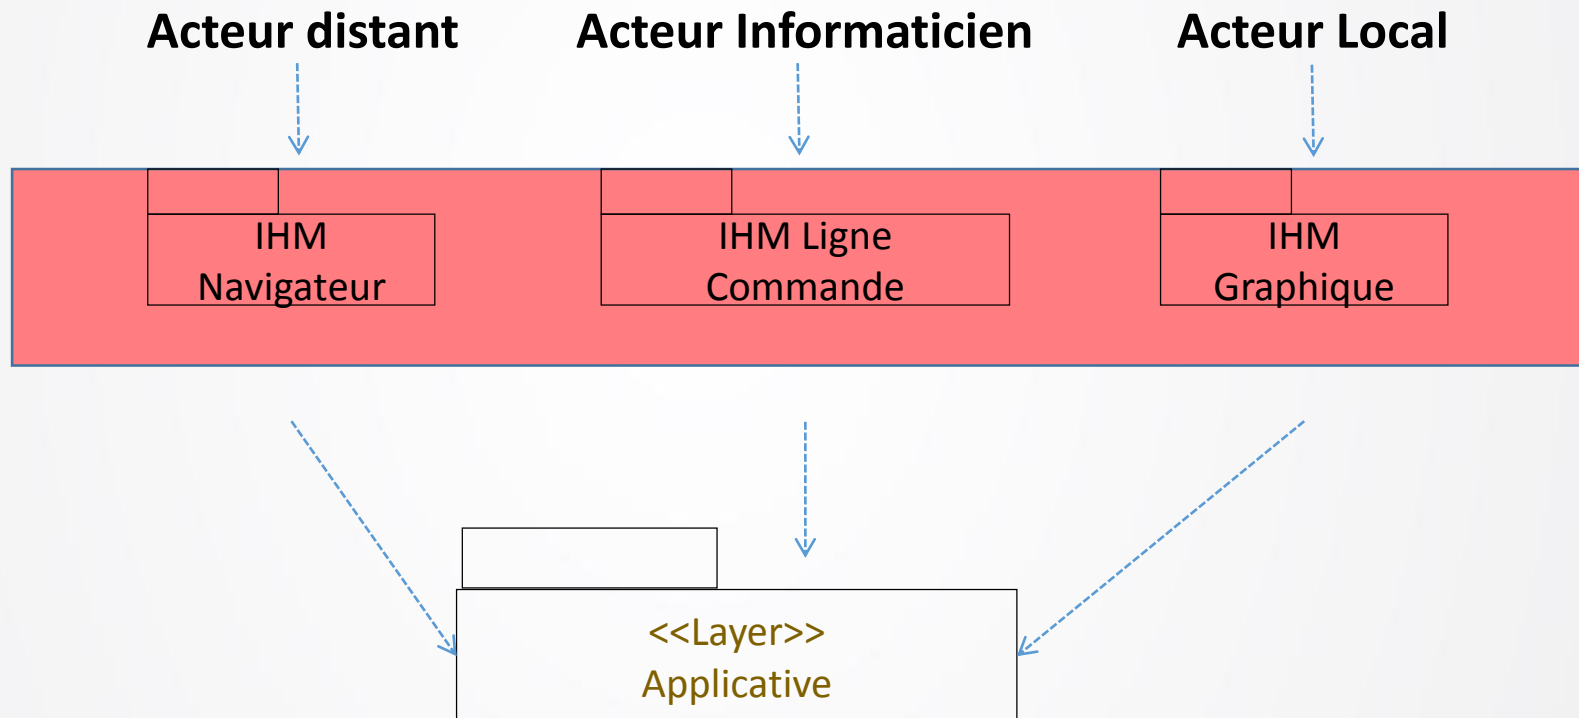 Acteur distant
Acteur Informaticien
Acteur Local
IHM
Navigateur
IHM Ligne
Commande
IHM
Graphique
<<Layer>>
Applicative